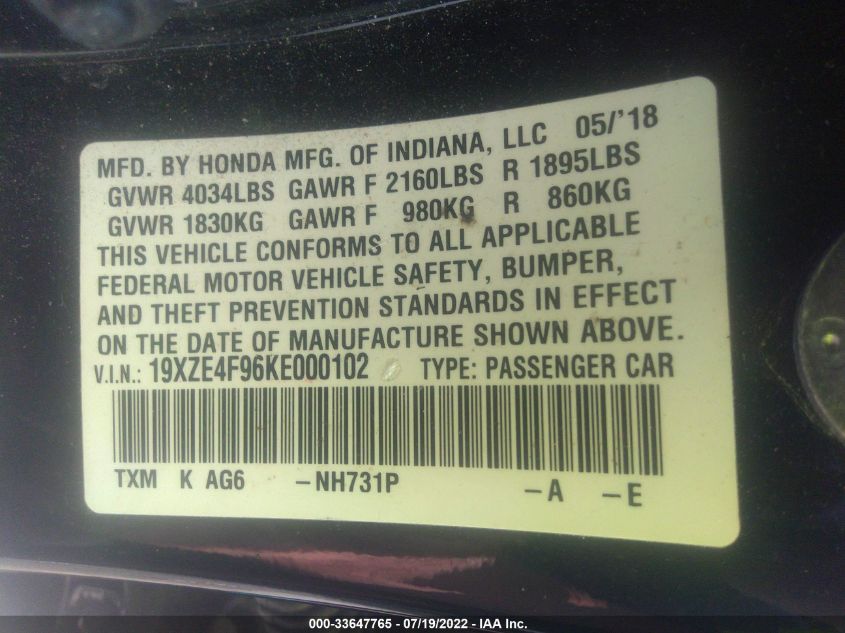 MFD. BY HONDA MFG. OF INDIANA, LLC 05/'18
GVWR 4034LBS GAWR F 2160LBS R 1895LBS
GVWR 1830KG GAWR F 980KG R 860KG
THIS VEHICLE CONFORMS TO ALL APPLICABLE
FEDERAL MOTOR VEHICLE SAFETY, BUMPER,
AND THEFT PREVENTION STANDARDS IN EFFECT
ON THE DATE OF MANUFACTURE SHOWN ABOVE.
V.I.N.: 19XZE4F96KE000102 TYPE: PASSENGER CAR
TXM K AG6 -NH731P -A -E
000-33647765 - 07/19/2022 - IAA Inc.